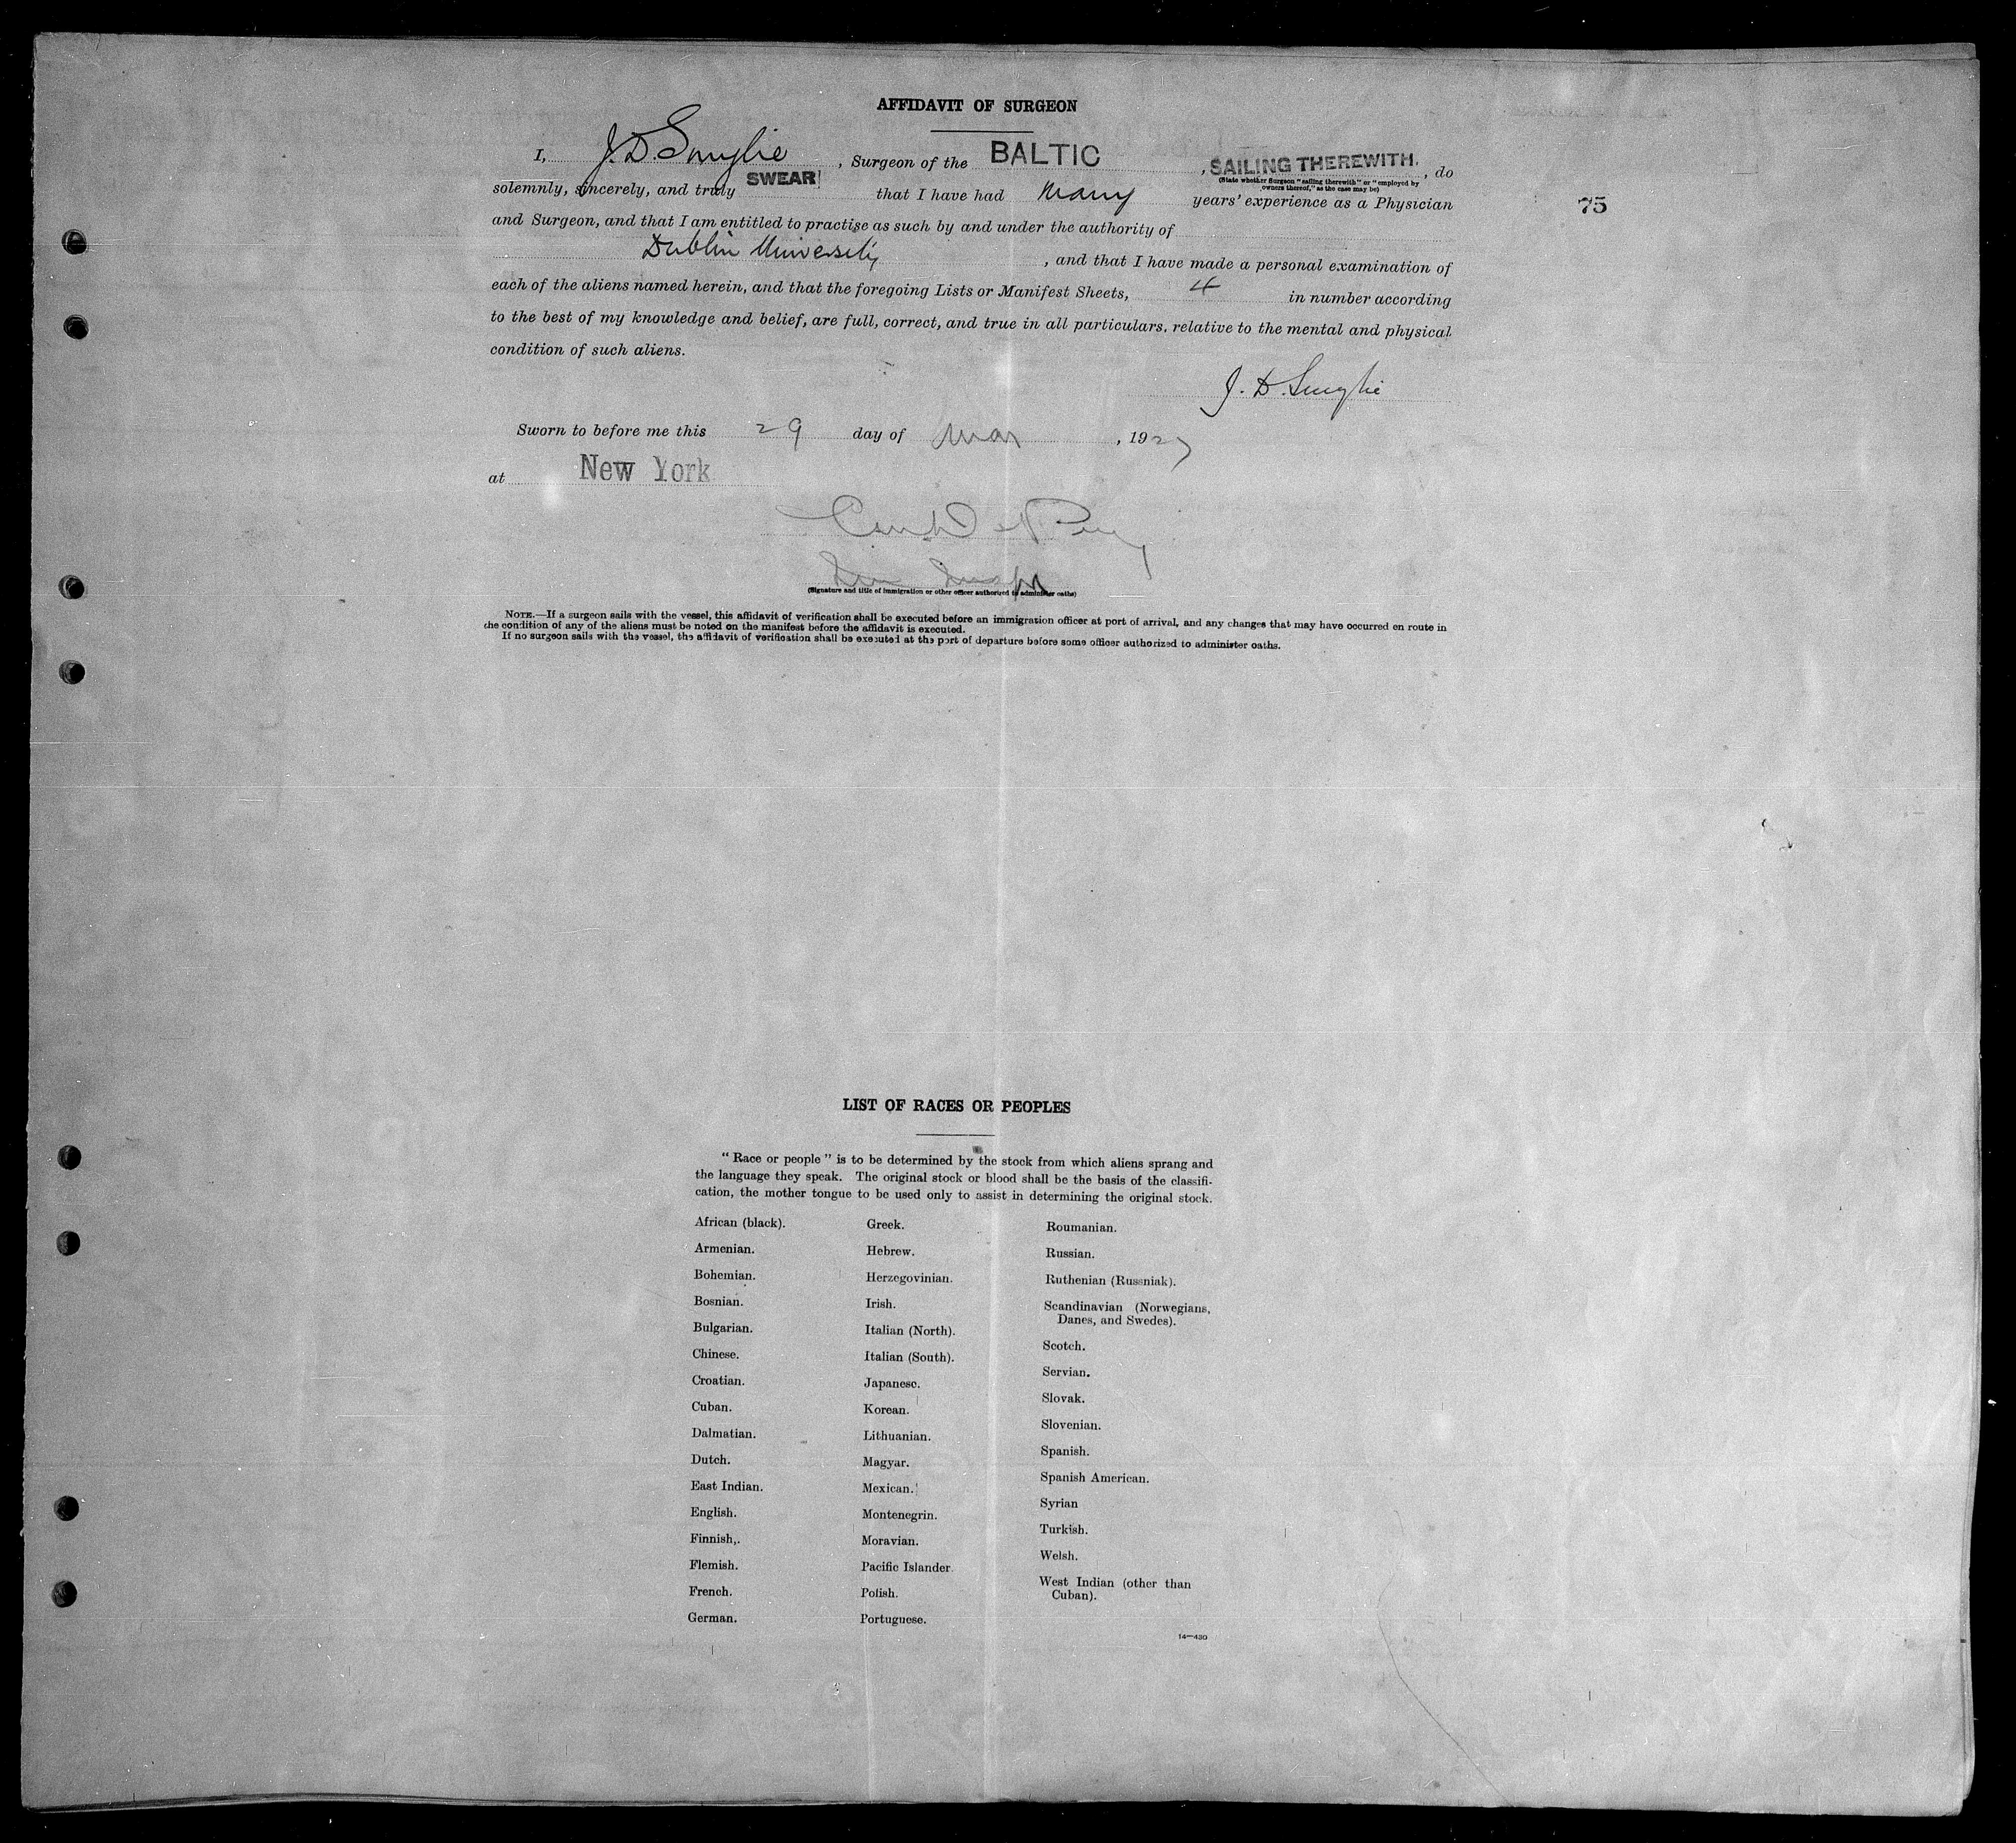 AFFIDAVIT OF SURGEON
I, J. D. Smylie, Surgeon of the BALTIC, SAILING THEREWITH., do
(State whether Surgeon "sailing therewith" or "employed by
owners thereof," as the case may be)
solemnly, sincerely, and truly SWEAR that I have had Many years' experience as a Physician
75
and Surgeon, and that I am entitled to practise as such by and under the authority of
Dublin University, and that I have made a personal examination of
each of the aliens named herein, and that the foregoing Lists or Manifest Sheets, 4 in number according
to the best of my knowledge and belief, are full, correct, and true in all particulars, relative to the mental and physical
condition of such aliens.
J. D. Smylie
Sworn to before me this 29 day of Mar, 1927
at New York
(Signature and title of immigration or other officer authorized to administer oaths)
NOTE.—If a surgeon sails with the vessel, this affidavit of verification shall be executed before an immigration officer at port of arrival, and any changes that may have occurred en route in
the condition of any of the aliens must be noted on the manifest before the affidavit is executed.
If no surgeon sails with the vessel, the affidavit of verification shall be executed at the port of departure before some officer authorized to administer oaths.
LIST OF RACES OR PEOPLES
"Race or people" is to be determined by the stock from which aliens sprang and
the language they speak. The original stock or blood shall be the basis of the classifi-
cation, the mother tongue to be used only to assist in determining the original stock.
African (black).
Armenian.
Bohemian.
Bosnian.
Bulgarian.
Chinese.
Croatian.
Cuban.
Dalmatian.
Dutch.
East Indian.
English.
Finnish,.
Flemish.
French.
German.
Greek.
Hebrew.
Herzegovinian.
Irish.
Italian (North).
Italian (South).
Japanese.
Korean.
Lithuanian.
Magyar.
Mexican.
Montenegrin.
Moravian.
Pacific Islander.
Polish.
Portuguese.
Roumanian.
Russian.
Ruthenian (Russniak).
Scandinavian (Norwegians,
Danes, and Swedes).
Scotch.
Servian.
Slovak.
Slovenian.
Spanish.
Spanish American.
Syrian
Turkish.
Welsh.
West Indian (other than
Cuban).
14—430